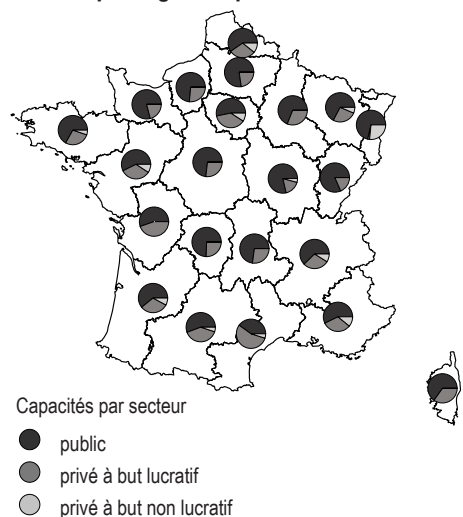 Capacités par secteur
public
privé à but lucratif
privé à but non lucratif